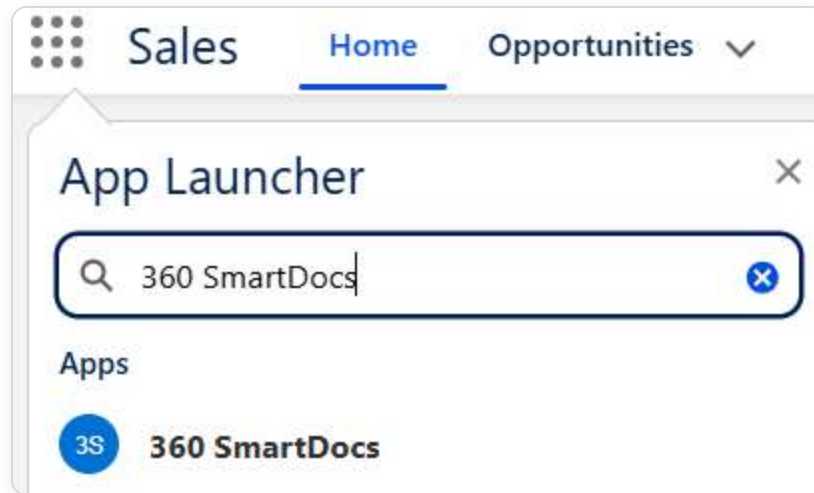 Sales Home Opportunities
App Launcher
360 SmartDocs
Apps
3S 360 SmartDocs